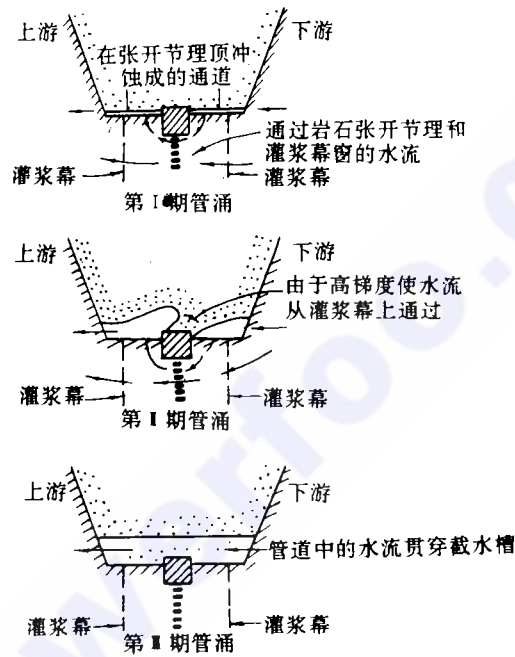 上游
下游
在张开节理顶冲
蚀成的通道
通过岩石张开节理和
灌浆幕窗的水流
灌浆幕
灌浆幕
第Ⅰ期管涌
上游
下游
由于高梯度使水流
从灌浆幕上通过
灌浆幕
灌浆幕
第Ⅱ期管涌
上游
下游
管道中的水流贯穿截水槽
灌浆幕
灌浆幕
第Ⅲ期管涌